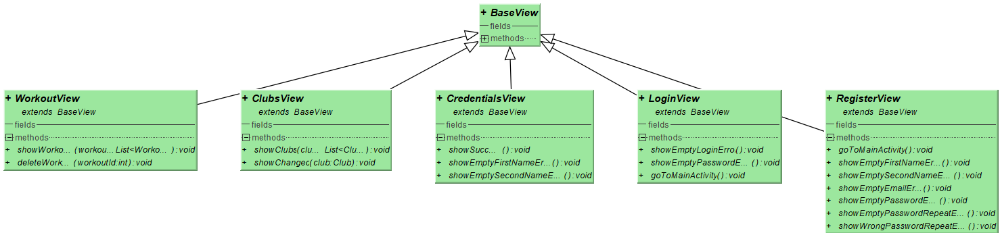 + BaseView
fields
methods
+ WorkoutView
extends BaseView
fields
methods
+ showWorko... (workou... List<Worko... ):void
+ deleteWork... (workoutId:int):void
+ ClubsView
extends BaseView
fields
methods
+ showClubs(clu... List<Clu... ):void
+ showChangec(club:Club):void
+ CredentialsView
extends BaseView
fields
methods
+ showSucc... ():void
+ showEmptyFirstNameEr...():void
+ showEmptySecondNameE... ():void
+ LoginView
extends BaseView
fields
methods
+ showEmptyLoginErro.():void
+ showEmptyPasswordE... ():void
+ goToMainActivity():void
+ RegisterView
extends BaseView
fields
methods
+ goToMainActivity():void
+ showEmptyFirstNameEr...():void
+ showEmptySecondNameE... ():void
+ showEmptyEmailEr...():void
+ showEmptyPasswordE... ():void
+ showEmptyPasswordRepeatE... ():void
+ showWrongPasswordRepeatE... ():void